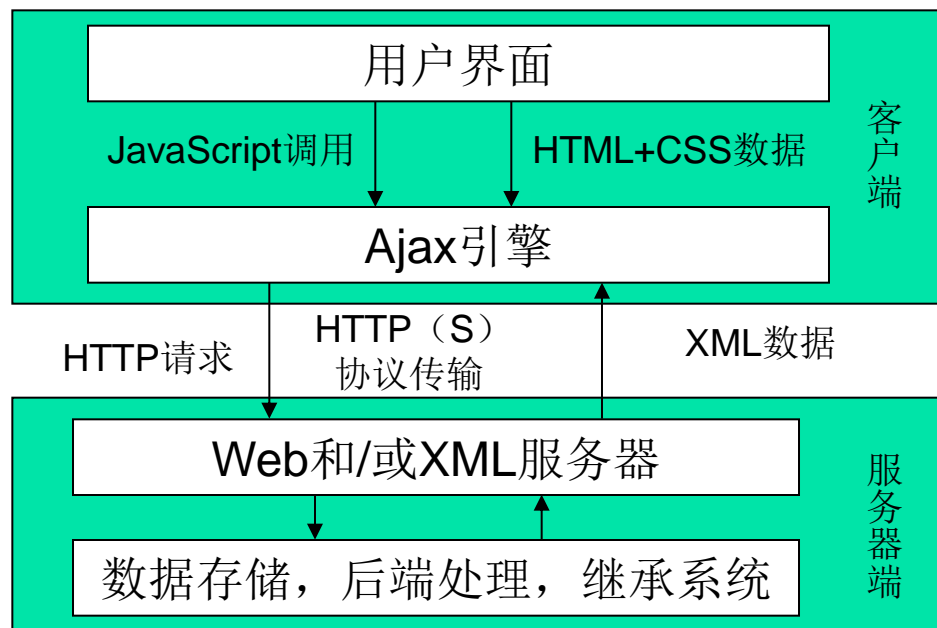 用户界面
JavaScript调用
HTML+CSS数据
客户端
Ajax引擎
HTTP请求
HTTP（S）
协议传输
XML数据
Web和/或XML服务器
服务器端
数据存储，后端处理，继承系统